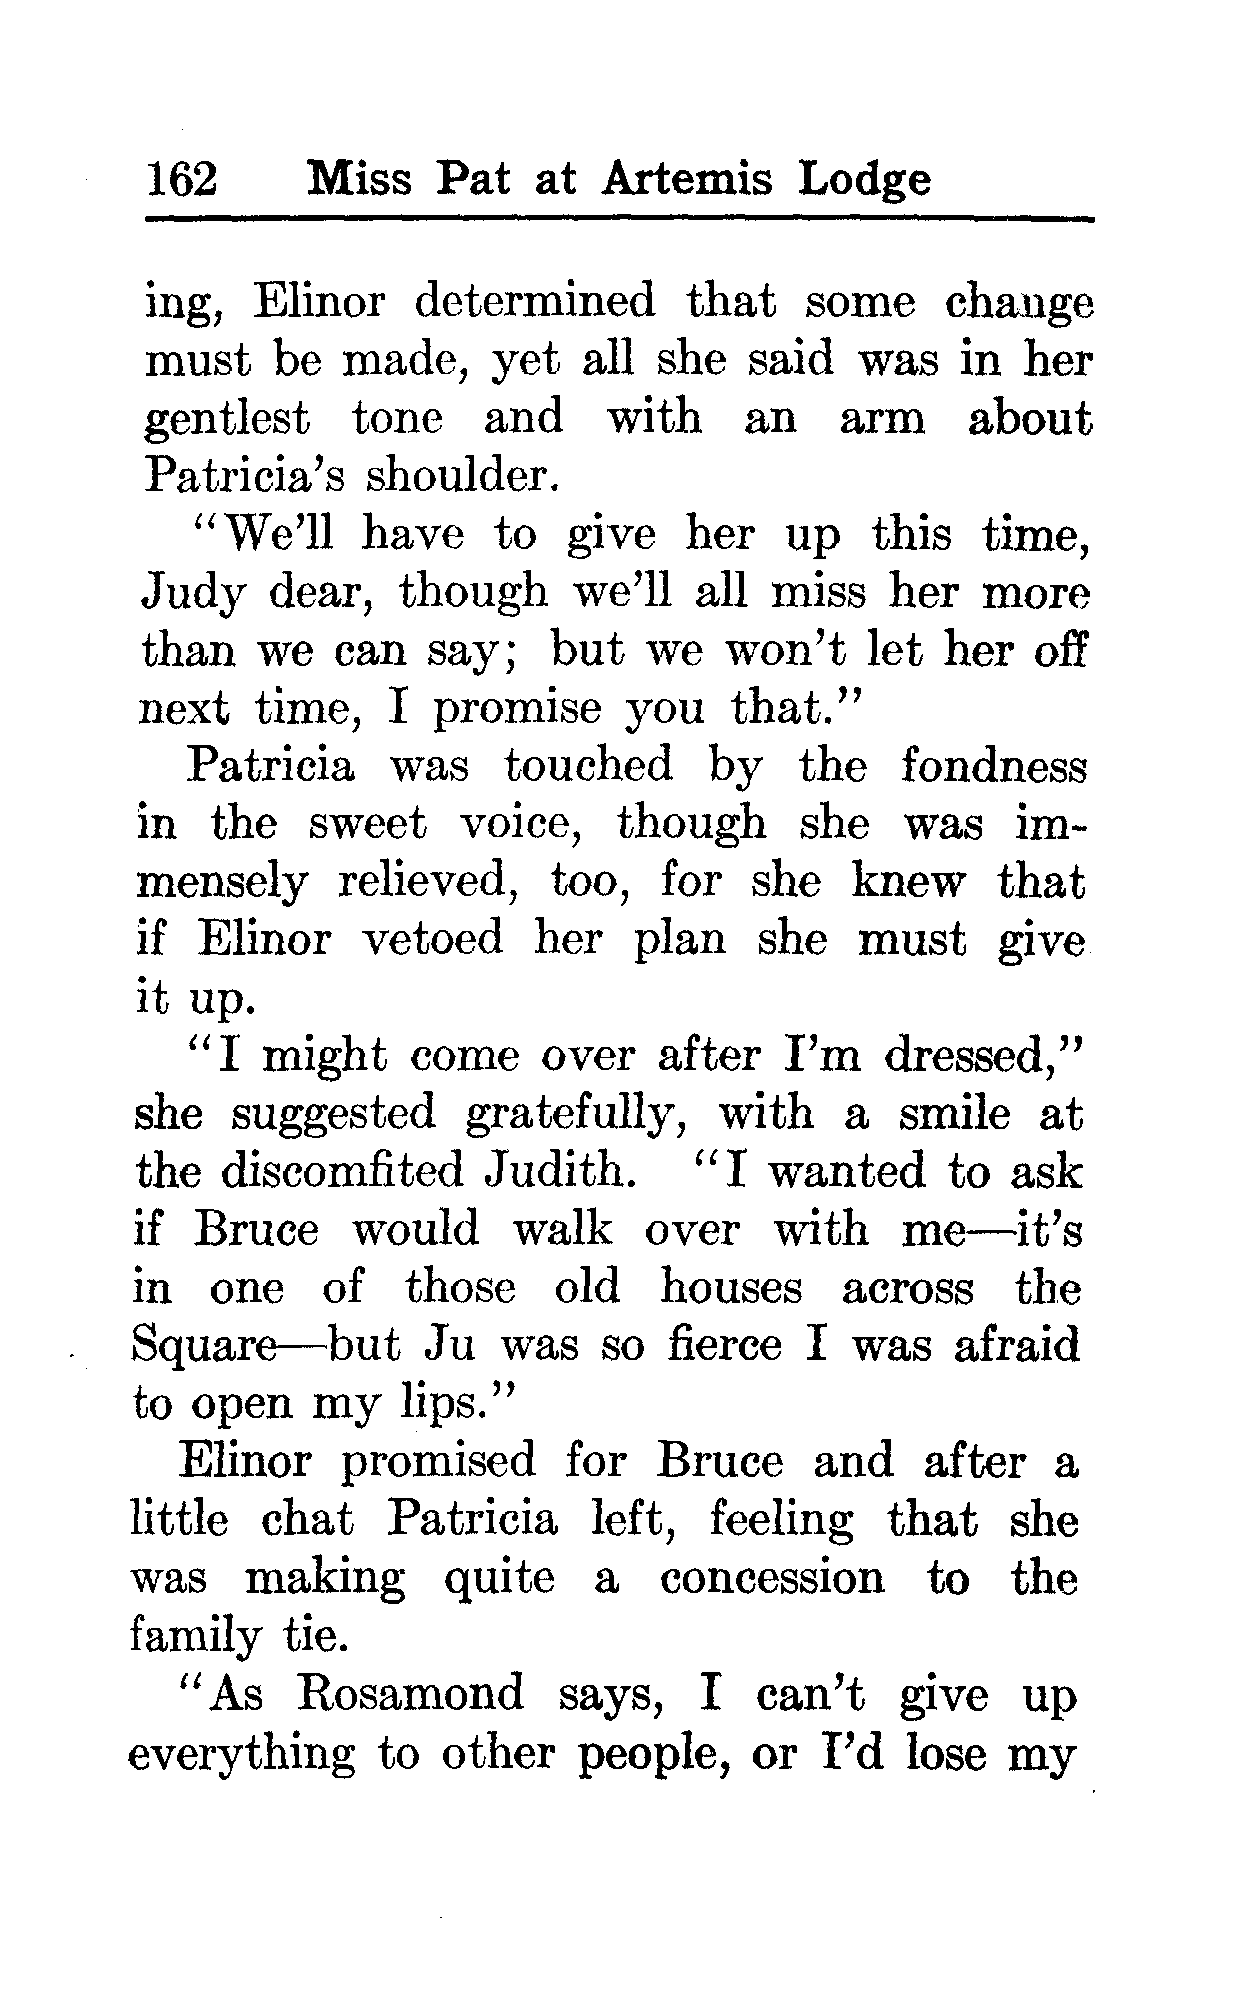 162 Miss Pat at Artemis Lodge
ing, Elinor determined that some change
must be made, yet all she said was in her
gentlest tone and with an arm about
Patricia's shoulder.
"We'll have to give her up this time,
Judy dear, though we'll all miss her more
than we can say; but we won't let her off
next time, I promise you that."
Patricia was touched by the fondness
in the sweet voice, though she was im-
mensely relieved, too, for she knew that
if Elinor vetoed her plan she must give
it up.
"I might come over after I'm dressed,"
she suggested gratefully, with a smile at
the discomfited Judith. "I wanted to ask
if Bruce would walk over with me—it's
in one of those old houses across the
Square—but Ju was so fierce I was afraid
to open my lips."
Elinor promised for Bruce and after a
little chat Patricia left, feeling that she
was making quite a concession to the
family tie.
"As Rosamond says, I can't give up
everything to other people, or I'd lose my